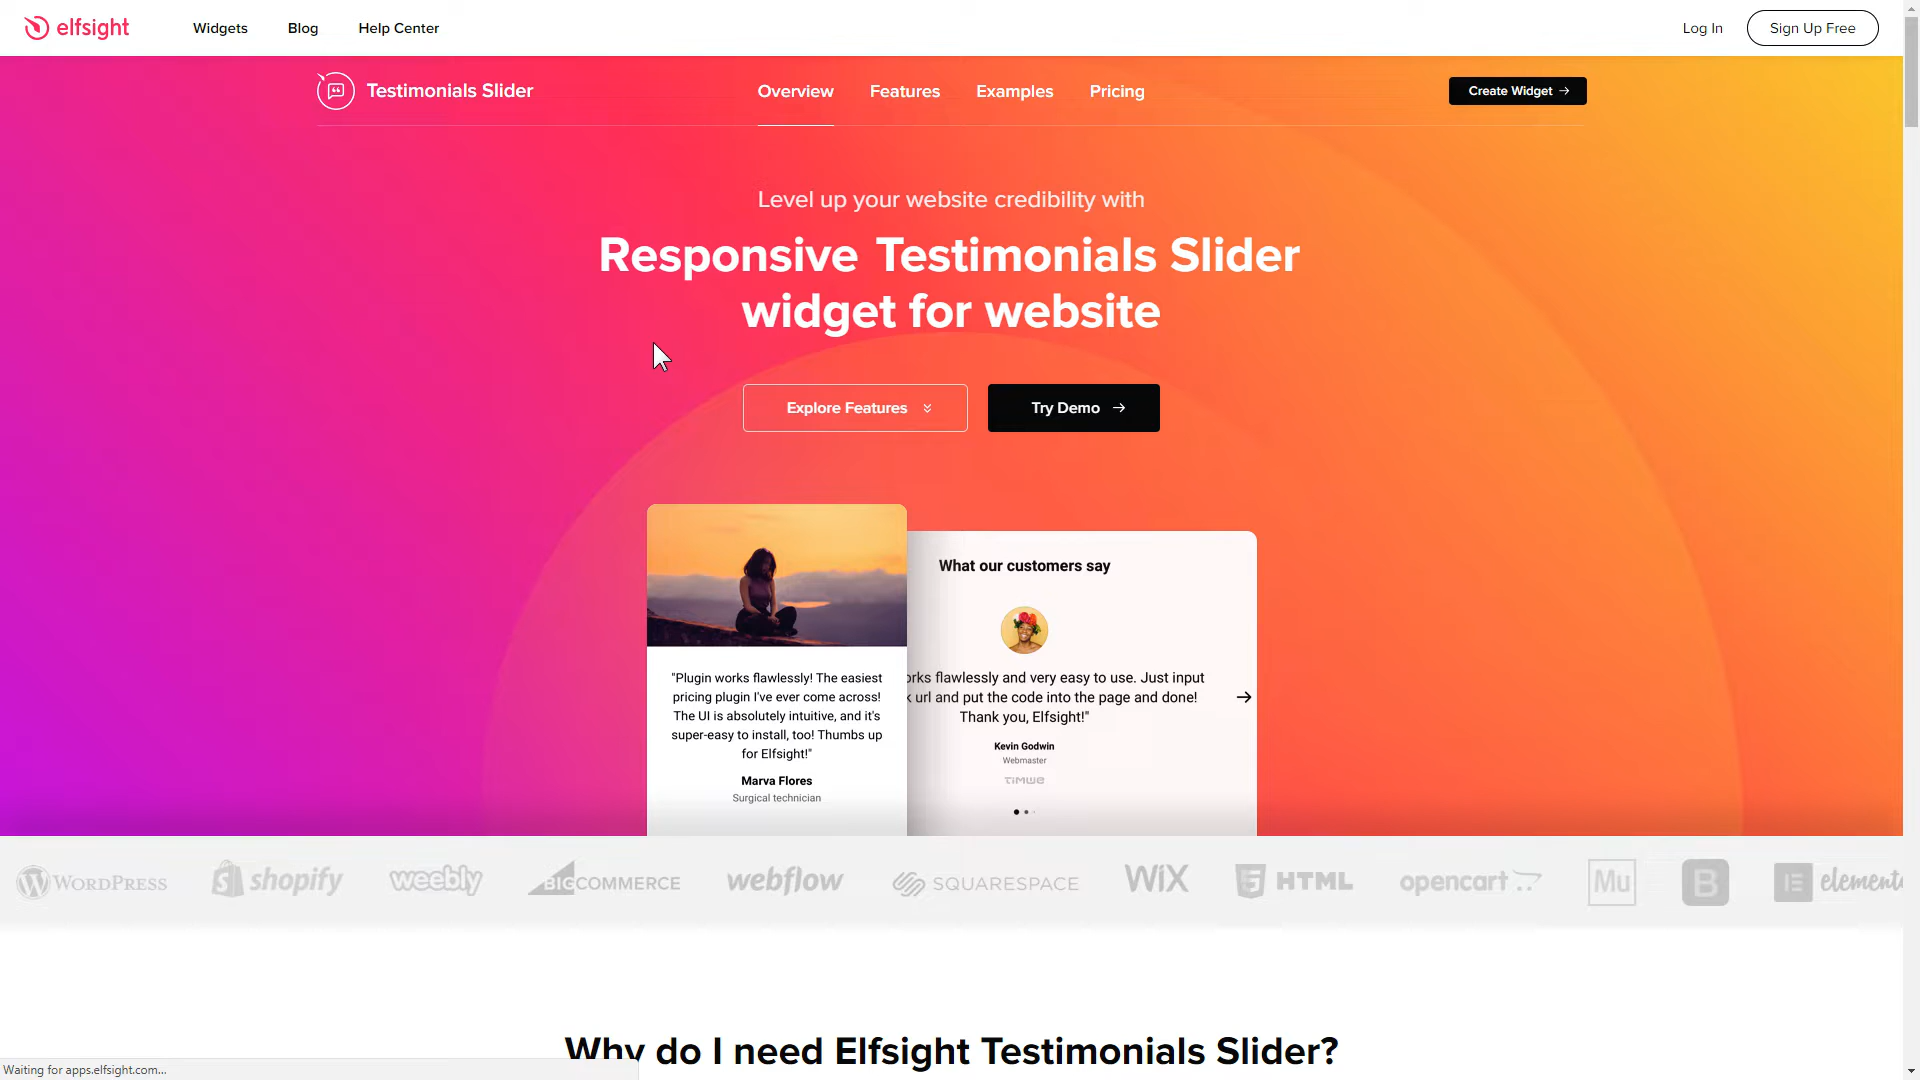 elfsight
Widgets
Blog
Help Center
Log In
Sign Up Free
Testimonials Slider
Overview
Features
Examples
Pricing
Create Widget
Level up your website credibility with
Responsive Testimonials Slider
widget for website
Explore Features
Try Demo
"Plugin works flawlessly! The easiest
pricing plugin I've ever come across!
The UI is absolutely intuitive, and it's
super-easy to install, too! Thumbs up
for Elfsight!"
Marva Flores
Surgical technician
What our customers say
flawlessly and very easy to use. Just input
url and put the code into the page and done!
Thank you, Elfsight!"
Kevin Godwin
Webmaster
TIMWE
WORDPRESS
shopify
weebly
BIGCOMMERCE
webflow
SQUARESPACE
WiX
HTML
opencart
Mu
B
Why do I need Elfsight Testimonials Slider?
Waiting for apps.elfsight.com...